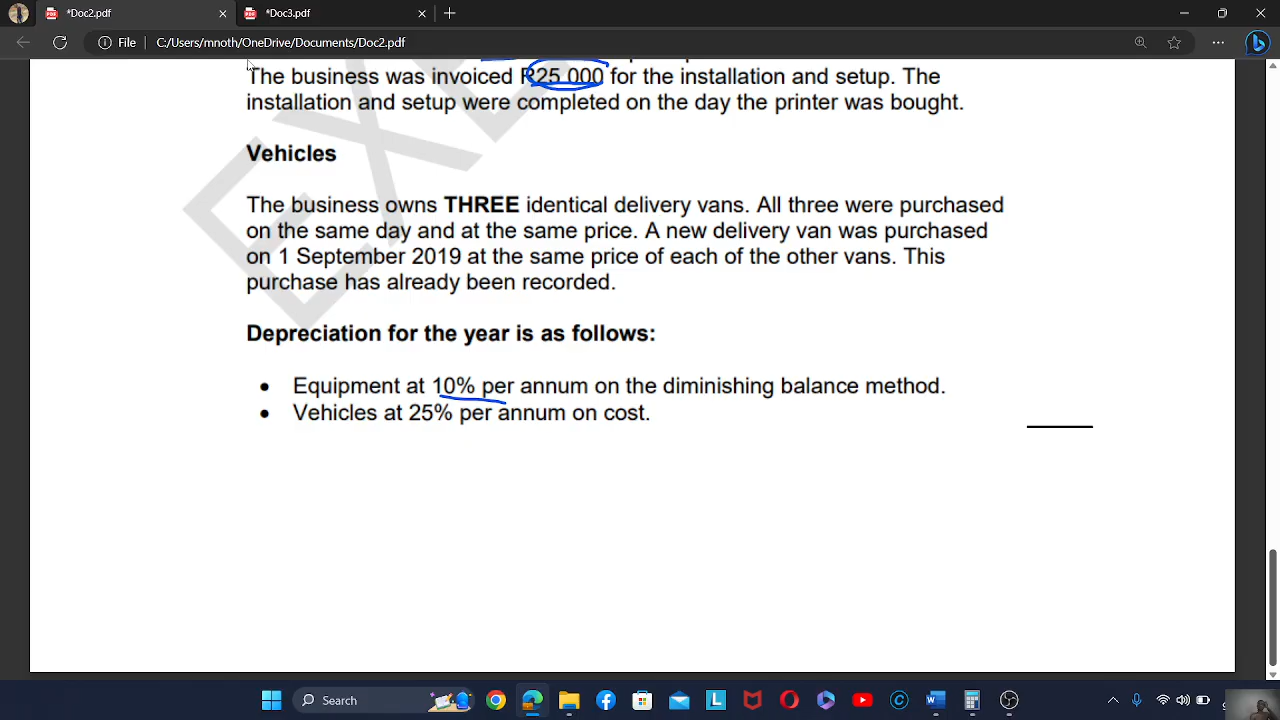 *Doc2.pdf
*Doc3.pdf
File
C:/Users/mnoth/OneDrive/Documents/Doc2.pdf
The business was invoiced R25 000 for the installation and setup. The
installation and setup were completed on the day the printer was bought.
Vehicles
The business owns THREE identical delivery vans. All three were purchased
on the same day and at the same price. A new delivery van was purchased
on 1 September 2019 at the same price of each of the other vans. This
purchase has already been recorded.
Depreciation for the year is as follows:
• Equipment at 10% per annum on the diminishing balance method.
• Vehicles at 25% per annum on cost.
Search